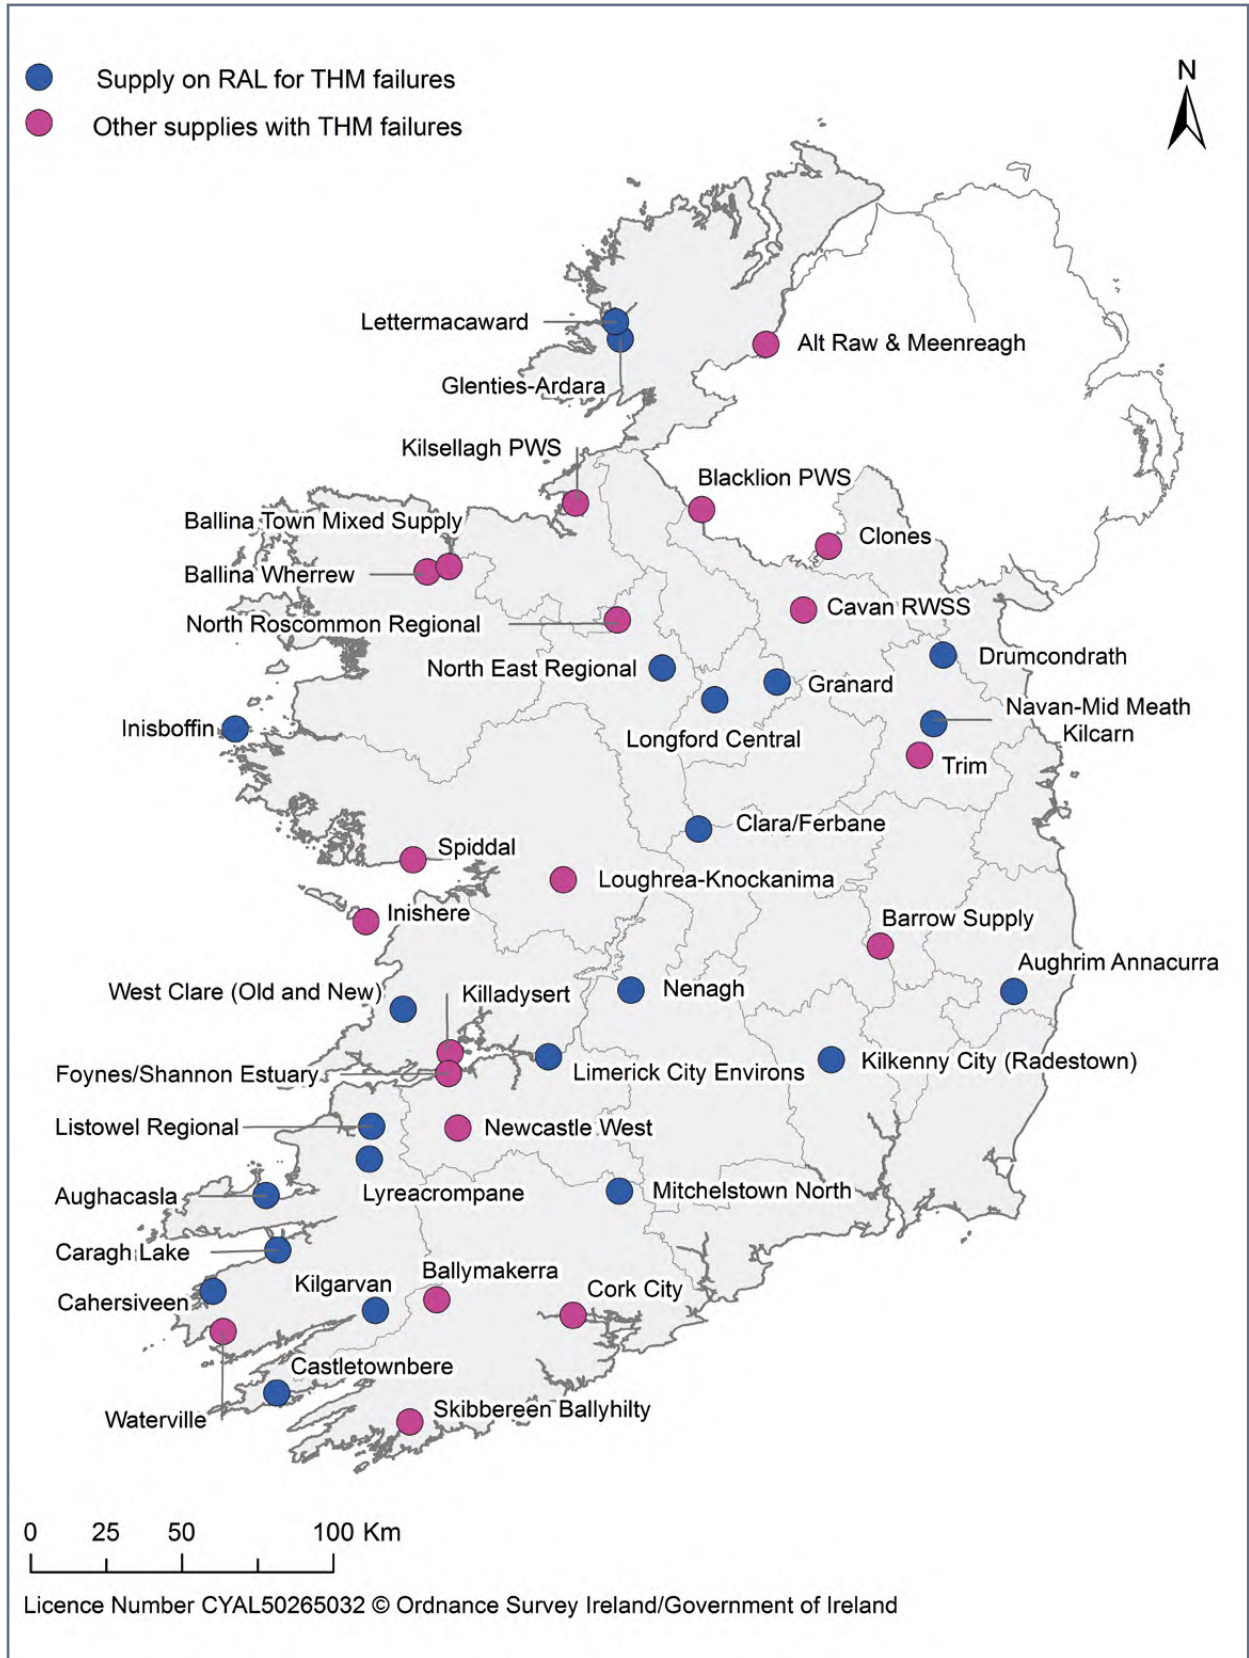 N
Supply on RAL for THM failures
Other supplies with THM failures
Lettermacaward
Alt Raw & Meenreagh
Glenties-Ardara
Kilsellagh PWS
Blacklion PWS
Ballina Town Mixed Supply
Clones
Ballina Wherrew
Cavan RWSS
North Roscommon Regional
Drumcondrath
North East Regional
Granard
Navan-Mid Meath
Kilcarn
Inisboffin
Longford Central
Trim
Clara/Ferbane
Spiddal
Loughrea-Knockanima
Inishere
Barrow Supply
Aughrim Annacurra
West Clare (Old and New)
Killadysert
Nenagh
Foynes/Shannon Estuary
Limerick City Environs
Kilkenny City (Radestown)
Listowel Regional
Newcastle West
Lyreacrompane
Aughacasla
Mitchelstown North
Caragh Lake
Ballymakerra
Kilgarvan
Cork City
Cahersiveen
Castletownbere
Waterville
Skibbereen Ballyhilty
0 25 50 100 Km
Licence Number CYAL50265032 © Ordnance Survey Ireland/Government of Ireland